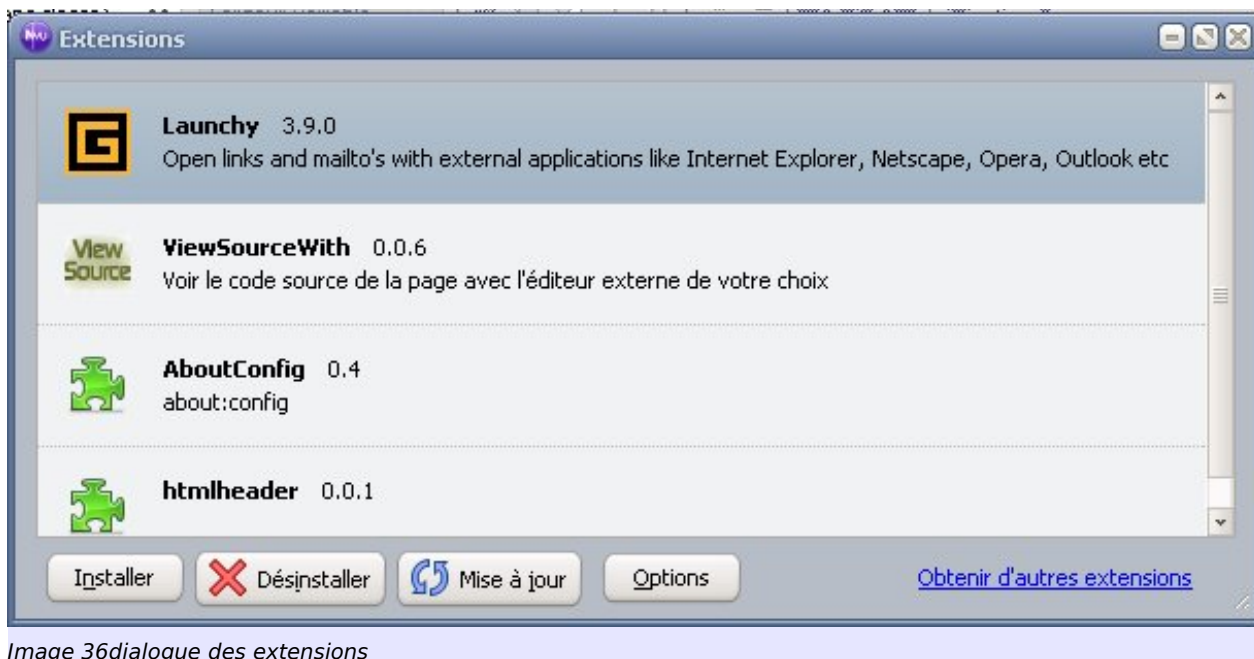 Extensions
Launchy 3.9.0
Open links and mailto's with external applications like Internet Explorer, Netscape, Opera, Outlook etc
View
Source
ViewSourceWith 0.0.6
Voir le code source de la page avec l'éditeur externe de votre choix
AboutConfig 0.4
about:config
htmlheader 0.0.1
Installer
Désinstaller
Mise à jour
Options
Obtenir d'autres extensions
Image 36dialogue des extensions